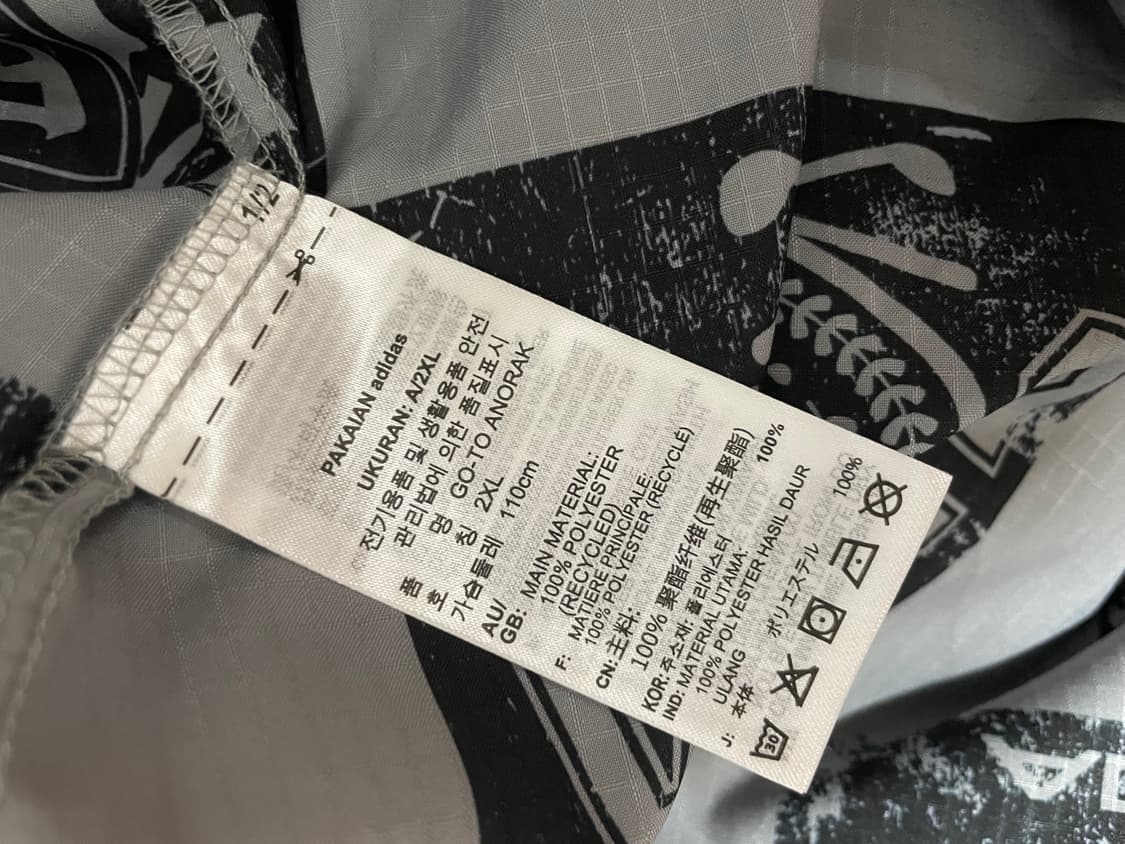 1/2
PAKAIAN adidas
UKURAN: A/2XL
전기용품 및 생활용품 안전
관리법에 의한 품질표시
품 명 GO-TO ANORAK
호 칭 2XL
가슴둘레 110cm
AU/
GB: MAIN MATERIAL:
100% POLYESTER
(RECYCLED)
F: MATIERE PRINCIPALE:
100% POLYESTER (RECYCLE)
CN: 主料:
100% 聚酯纤维(再生聚酯)
KOR: 주소재: 폴리에스터 100%
IND: MATERIAL UTAMA:
100% POLYESTER HASIL DAUR
ULANG
J: 本体 ポリエステル 100%
30